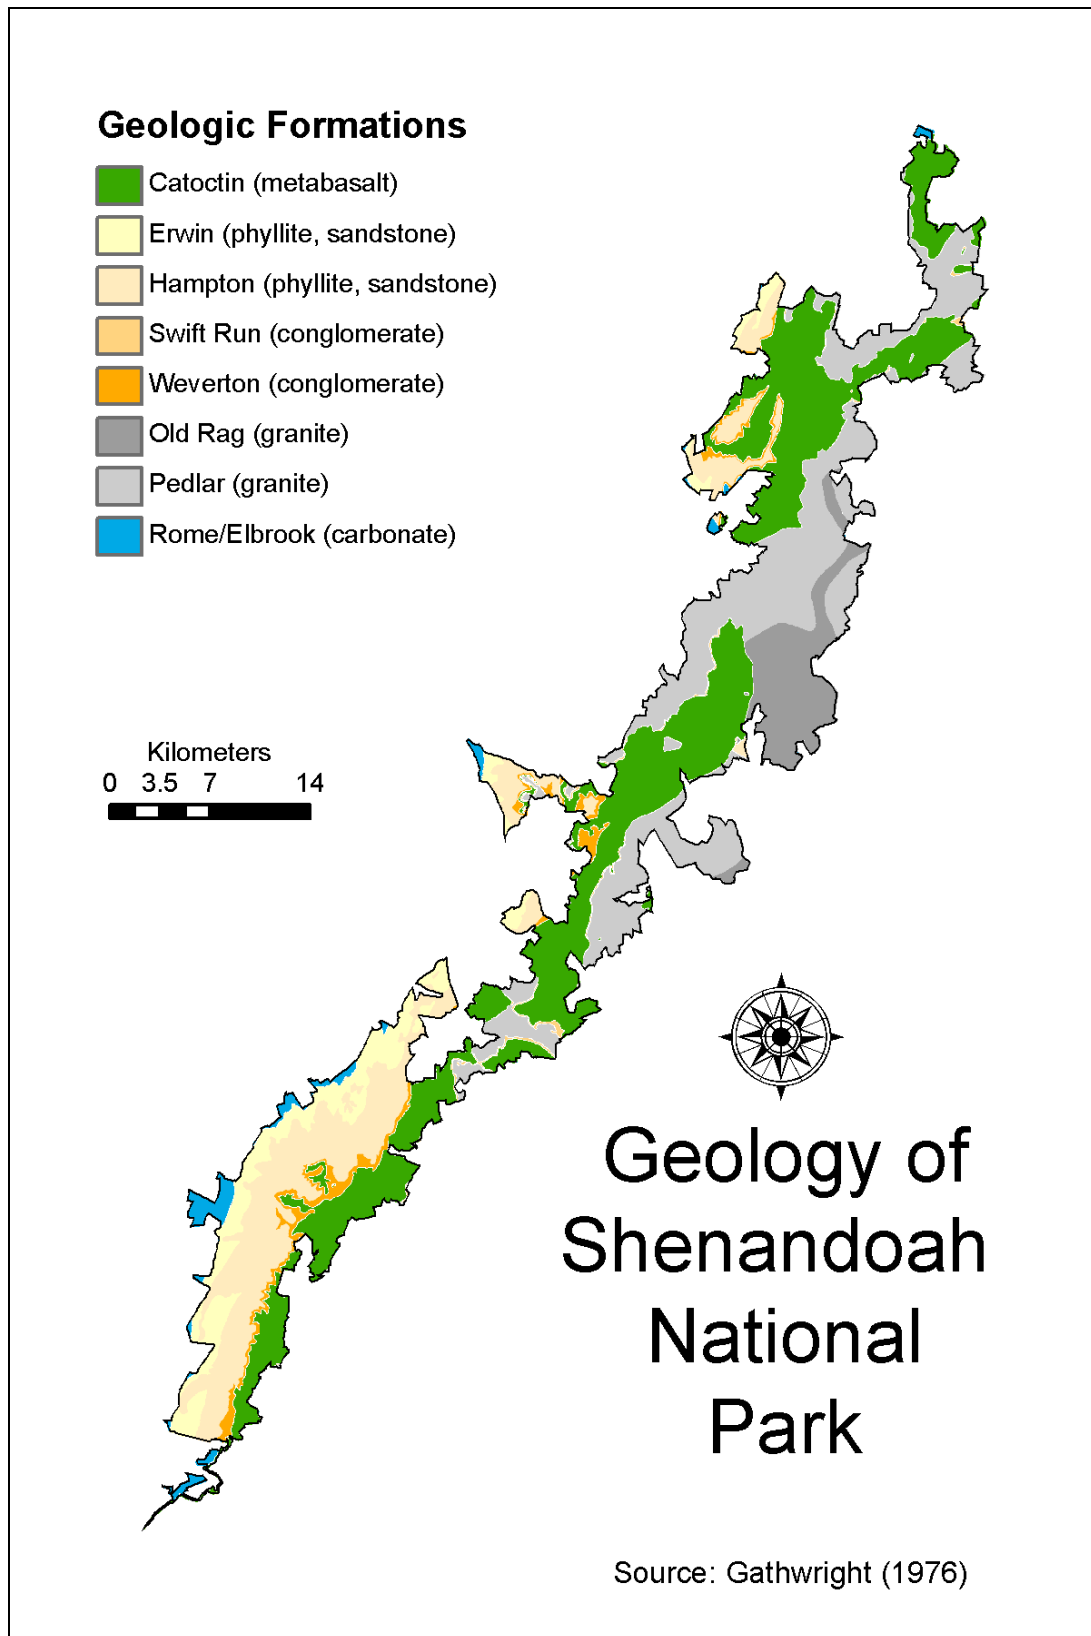 Geologic Formations
Catoctin (metabasalt)
Erwin (phyllite, sandstone)
Hampton (phyllite, sandstone)
Swift Run (conglomerate)
Weverton (conglomerate)
Old Rag (granite)
Pedlar (granite)
Rome/Elbrook (carbonate)
Kilometers
0 3.5 7 14
Geology of
Shenandoah
National
Park
Source: Gathwright (1976)